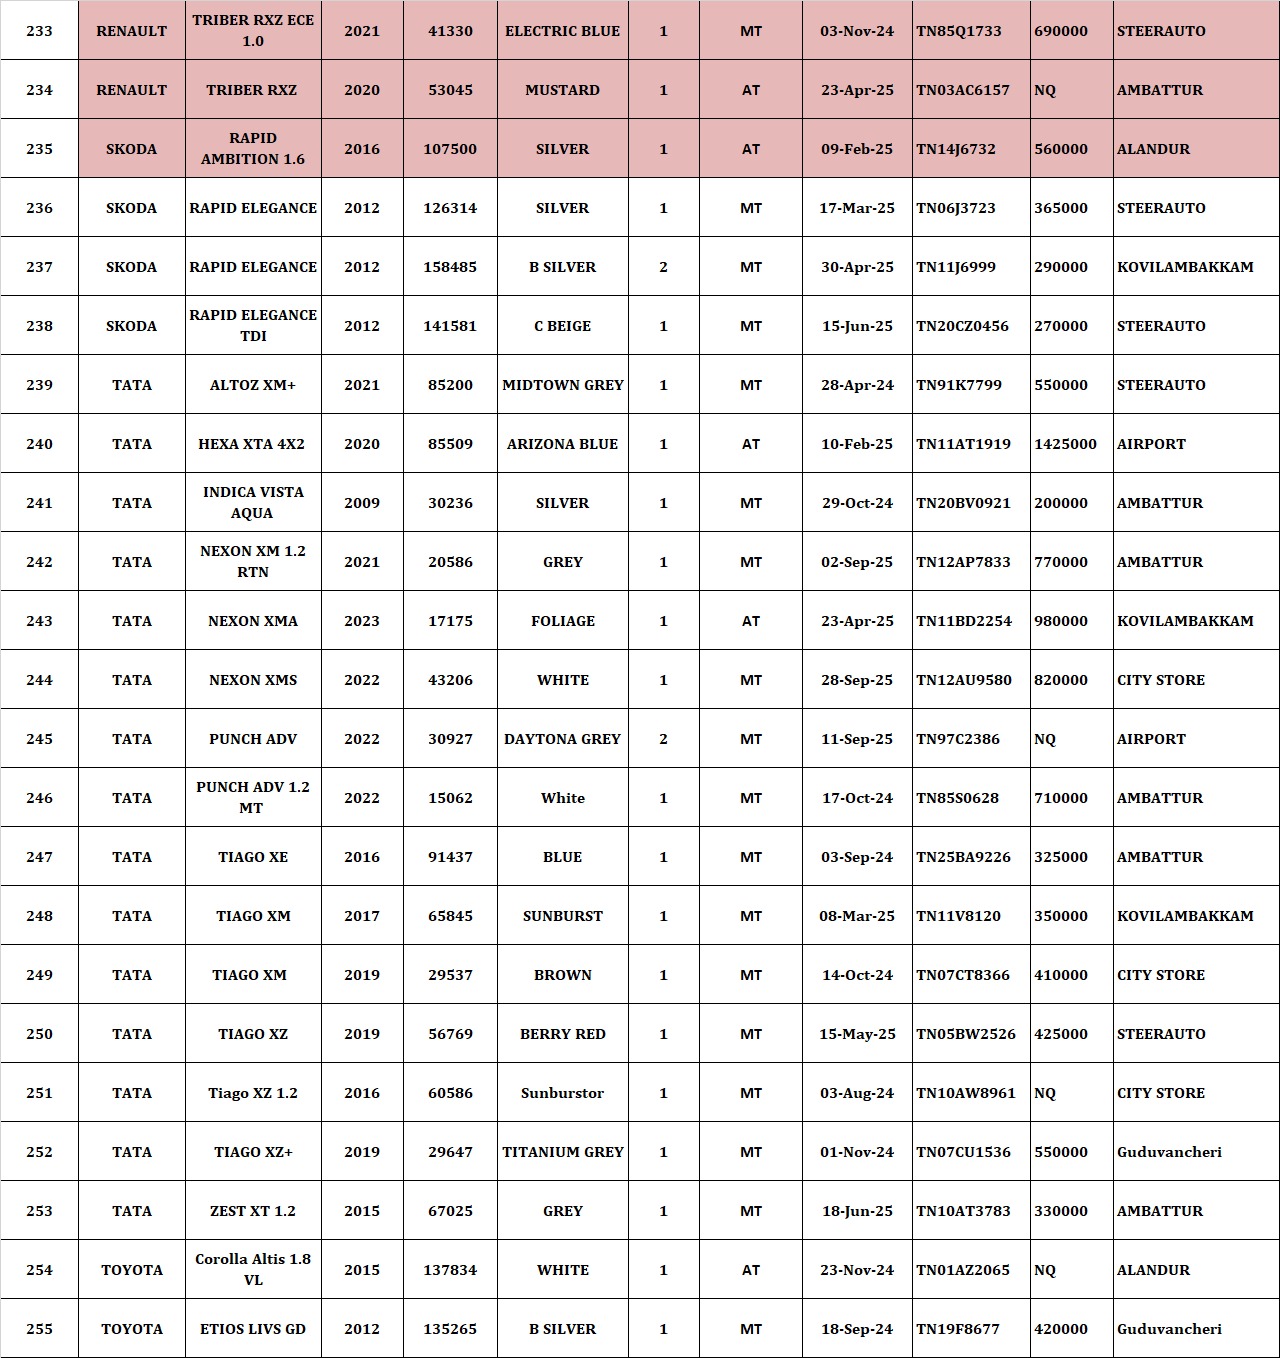 233 RENAULT TRIBER RXZ ECE 1.0 2021 41330 ELECTRIC BLUE 1 MT 03-Nov-24 TN85Q1733 690000 STEERAUTO
234 RENAULT TRIBER RXZ 2020 53045 MUSTARD 1 AT 23-Apr-25 TN03AC6157 NQ AMBATTUR
235 SKODA RAPID AMBITION 1.6 2016 107500 SILVER 1 AT 09-Feb-25 TN14J6732 560000 ALANDUR
236 SKODA RAPID ELEGANCE 2012 126314 SILVER 1 MT 17-Mar-25 TN06J3723 365000 STEERAUTO
237 SKODA RAPID ELEGANCE 2012 158485 B SILVER 2 MT 30-Apr-25 TN11J6999 290000 KOVILAMBAKKAM
238 SKODA RAPID ELEGANCE TDI 2012 141581 C BEIGE 1 MT 15-Jun-25 TN20CZ0456 270000 STEERAUTO
239 TATA ALTOZ XM+ 2021 85200 MIDTOWN GREY 1 MT 28-Apr-24 TN91K7799 550000 STEERAUTO
240 TATA HEXA XTA 4X2 2020 85509 ARIZONA BLUE 1 AT 10-Feb-25 TN11AT1919 1425000 AIRPORT
241 TATA INDICA VISTA AQUA 2009 30236 SILVER 1 MT 29-Oct-24 TN20BV0921 200000 AMBATTUR
242 TATA NEXON XM 1.2 RTN 2021 20586 GREY 1 MT 02-Sep-25 TN12AP7833 770000 AMBATTUR
243 TATA NEXON XMA 2023 17175 FOLIAGE 1 AT 23-Apr-25 TN11BD2254 980000 KOVILAMBAKKAM
244 TATA NEXON XMS 2022 43206 WHITE 1 MT 28-Sep-25 TN12AU9580 820000 CITY STORE
245 TATA PUNCH ADV 2022 30927 DAYTONA GREY 2 MT 11-Sep-25 TN97C2386 NQ AIRPORT
246 TATA PUNCH ADV 1.2 MT 2022 15062 White 1 MT 17-Oct-24 TN85S0628 710000 AMBATTUR
247 TATA TIAGO XE 2016 91437 BLUE 1 MT 03-Sep-24 TN25BA9226 325000 AMBATTUR
248 TATA TIAGO XM 2017 65845 SUNBURST 1 MT 08-Mar-25 TN11V8120 350000 KOVILAMBAKKAM
249 TATA TIAGO XM 2019 29537 BROWN 1 MT 14-Oct-24 TN07CT8366 410000 CITY STORE
250 TATA TIAGO XZ 2019 56769 BERRY RED 1 MT 15-May-25 TN05BW2526 425000 STEERAUTO
251 TATA Tiago XZ 1.2 2016 60586 Sunburstor 1 MT 03-Aug-24 TN10AW8961 NQ CITY STORE
252 TATA TIAGO XZ+ 2019 29647 TITANIUM GREY 1 MT 01-Nov-24 TN07CU1536 550000 Guduvancheri
253 TATA ZEST XT 1.2 2015 67025 GREY 1 MT 18-Jun-25 TN10AT3783 330000 AMBATTUR
254 TOYOTA Corolla Altis 1.8 VL 2015 137834 WHITE 1 AT 23-Nov-24 TN01AZ2065 NQ ALANDUR
255 TOYOTA ETIOS LIVS GD 2012 135265 B SILVER 1 MT 18-Sep-24 TN19F8677 420000 Guduvancheri